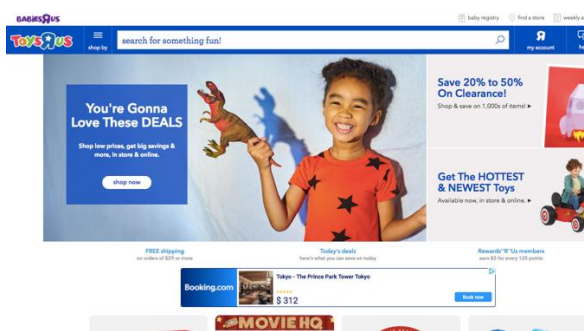 BABIESRUS
baby registry
find a store
weekly
TOYSRUS
shop by
search for something fun!
my account
You're Gonna
Love These DEALS
Shop low prices, get big savings &
more, in store & online.
shop now
Save 20% to 50%
On Clearance!
Shop & save on 1,000s of items!
Get The HOTTEST
& NEWEST Toys
Available now, in store & online.
FREE shipping
on orders of $29 or more
Today's deals
here's what you can save on today
Rewards"R"Us members
earn $5 for every 125 points
Booking.com
Tokyo - The Prince Park Tower Tokyo
$ 312
Book now
MOVIE HQ